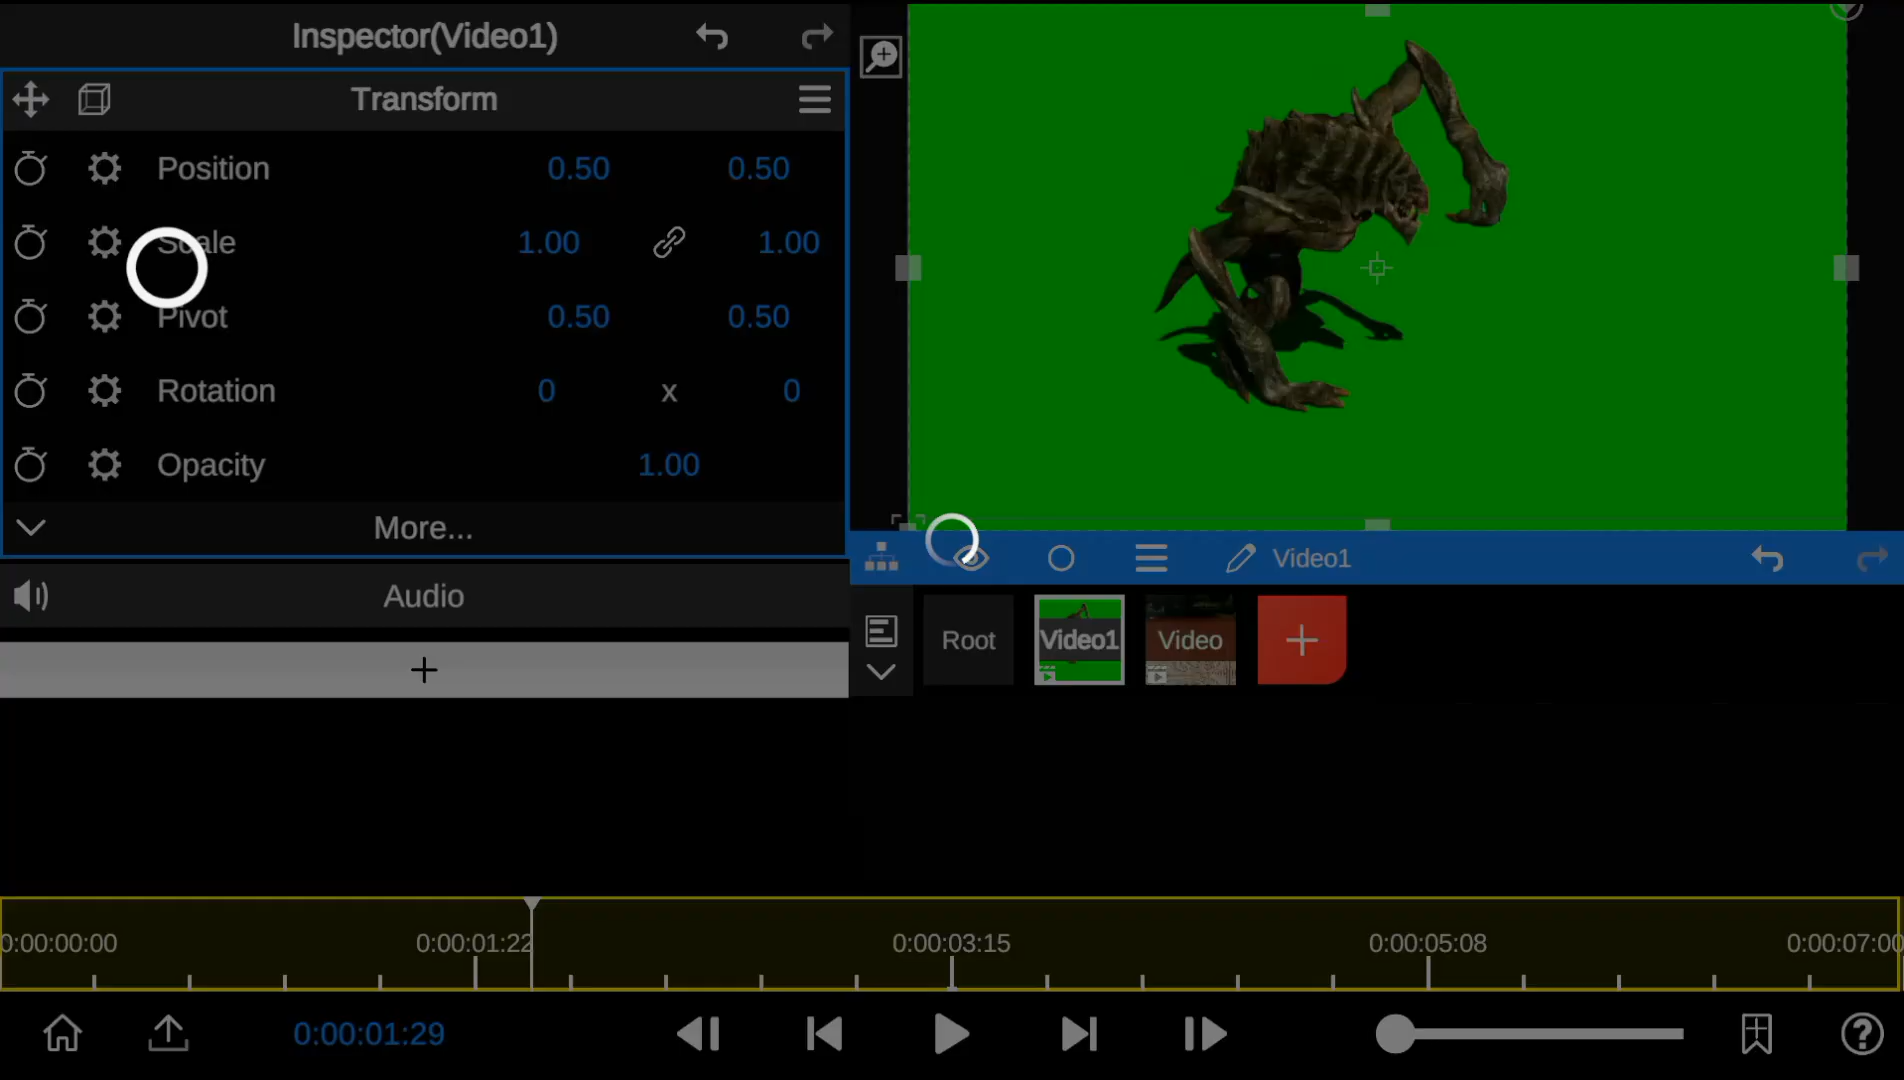 Inspector(Video1)
Transform
Position 0.50 0.50
Scale 1.00 1.00
Pivot 0.50 0.50
Rotation 0 x 0
Opacity 1.00
More...
Audio
+
Video1
Root Video1 Video +
0:00:00:00 0:00:01:22 0:00:03:15 0:00:05:08 0:00:07:00
0:00:01:29